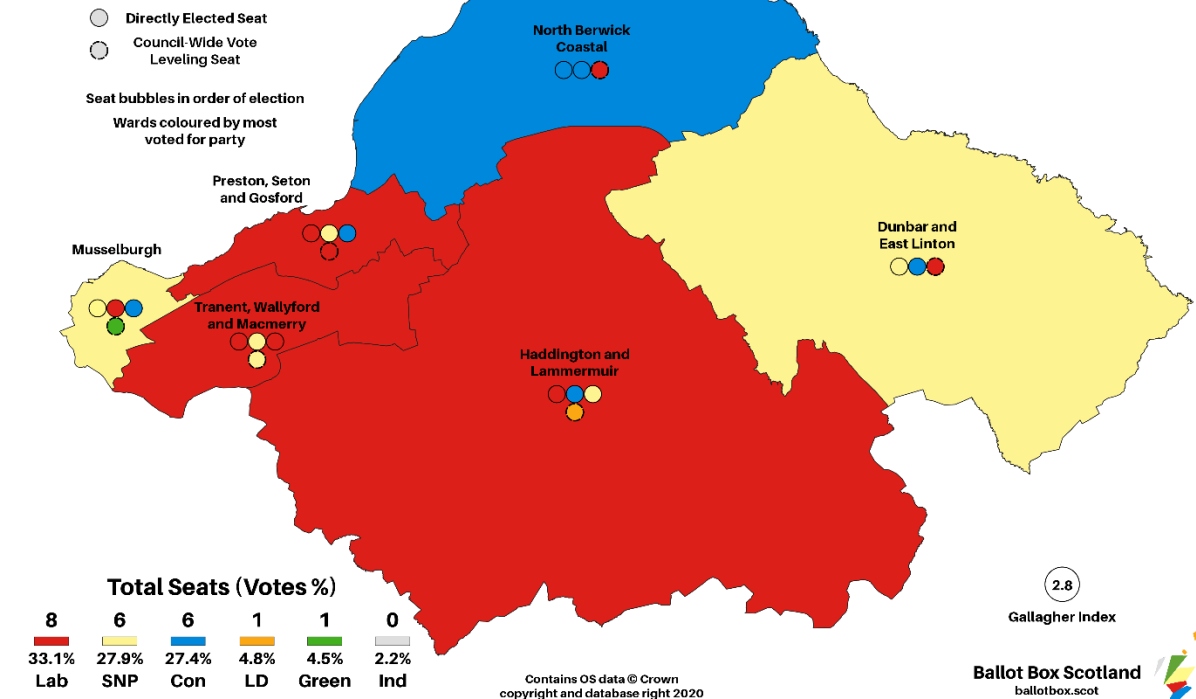 Directly Elected Seat
Council-Wide Vote
Leveling Seat
Seat bubbles in order of election
Wards coloured by most
voted for party
North Berwick
Coastal
Preston, Seton
and Gosford
Musselburgh
Dunbar and
East Linton
Tranent, Wallyford
and Macmerry
Haddington and
Lammermuir
Total Seats (Votes %)
8 6 6 1 1 0
33.1% 27.9% 27.4% 4.8% 4.5% 2.2%
Lab SNP Con LD Green Ind
2.8
Gallagher Index
Contains OS data © Crown
copyright and database right 2020
Ballot Box Scotland
ballotbox.scot